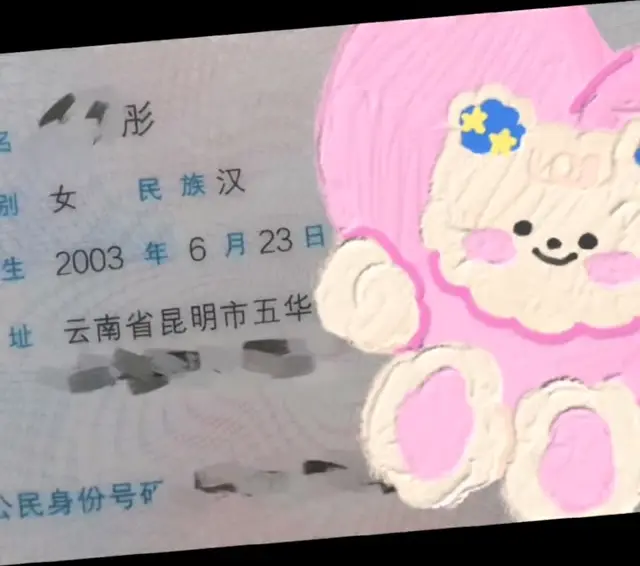 名 彤
别 女 民族 汉
生 2003 年 6 月 23 日
址 云南省昆明市五华
公民身份号码